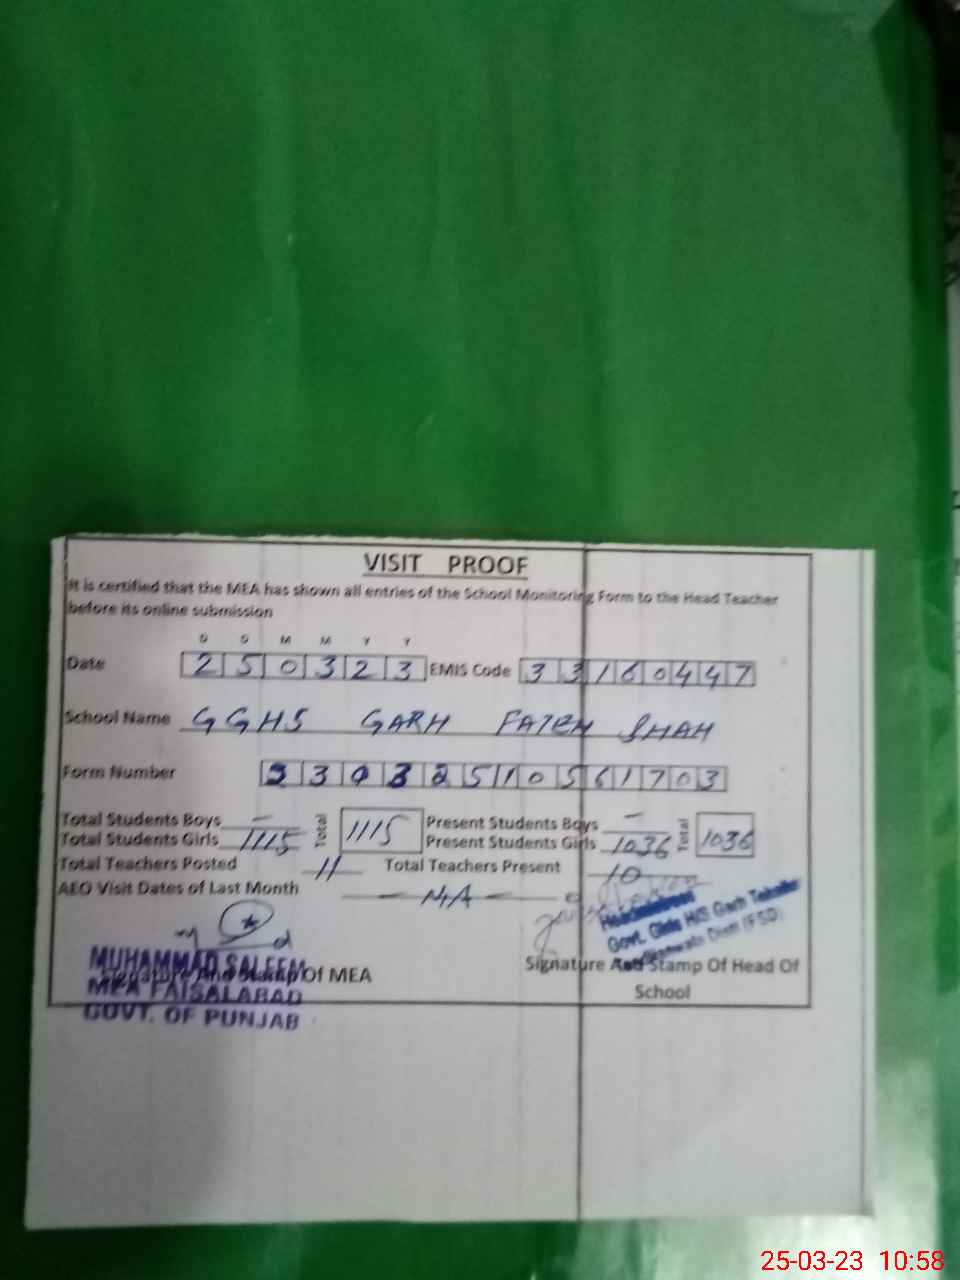 VISIT PROOF
It is certified that the MEA has shown all entries of the School Monitoring Form to the Head Teacher
before its online submission
D D M M Y Y
Date 2 5 0 3 2 3 EMIS Code 3 3 1 6 0 4 4 7
School Name GGHS GARH FATEH SHAH
Form Number 3 0 3 2 5 1 0 5 6 1 7 0 3
Total Students Boys — Total 1115 Present Students Boys — Total 1036
Total Students Girls 1115 Present Students Girls 1036
Total Teachers Posted 11 Total Teachers Present 10
AEO Visit Dates of Last Month — NA —
Headmistress
Govt. Girls H/S Garh
Distt (FSD)
MUHAMMAD SALEEM
Signature And Stamp Of MEA
MEA FAISALABAD
GOVT. OF PUNJAB
Signature And Stamp Of Head Of
School
25-03-23 10:58